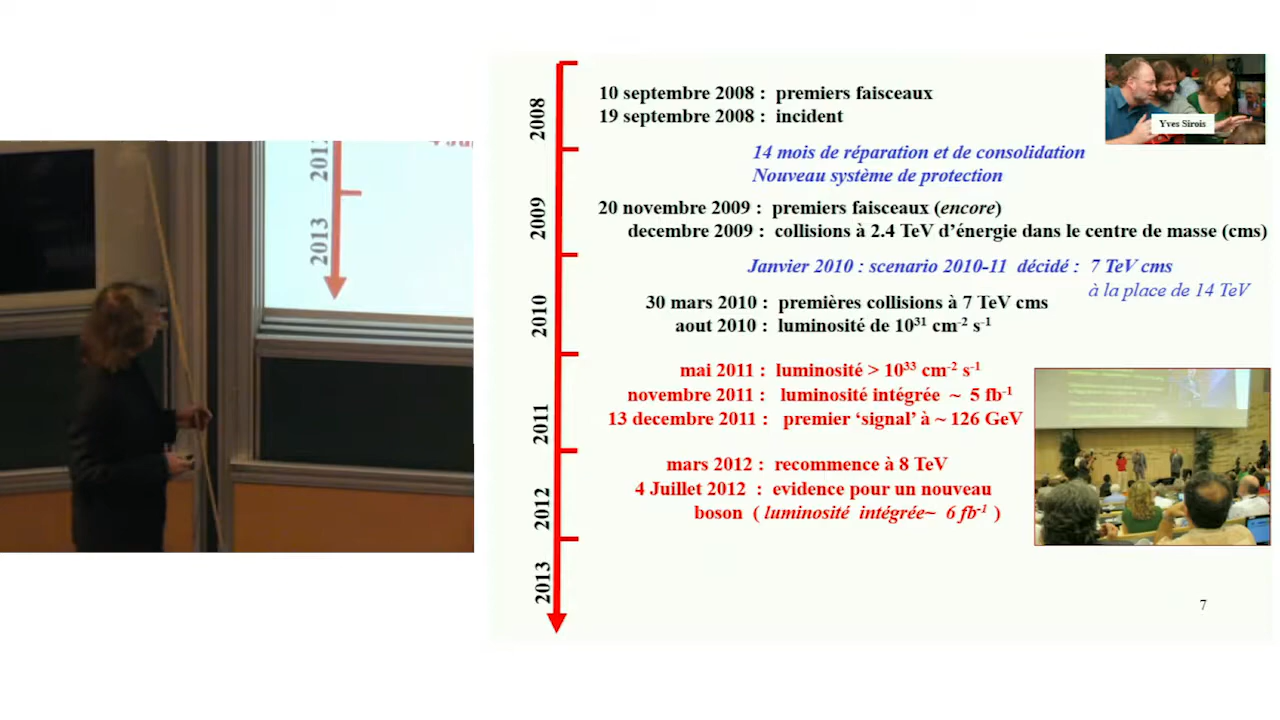 2013
2008
10 septembre 2008 : premiers faisceaux
19 septembre 2008 : incident
Yves Sirois
14 mois de réparation et de consolidation
Nouveau système de protection
2009
20 novembre 2009 : premiers faisceaux (encore)
decembre 2009 : collisions à 2.4 TeV d'énergie dans le centre de masse (cms)
Janvier 2010 : scenario 2010-11 décidé : 7 TeV cms
à la place de 14 TeV
2010
30 mars 2010 : premières collisions à 7 TeV cms
aout 2010 : luminosité de 10³¹ cm⁻² s⁻¹
2011
mai 2011 : luminosité > 10³³ cm⁻² s⁻¹
novembre 2011 : luminosité intégrée ~ 5 fb⁻¹
13 decembre 2011 : premier ‘signal’ à ~ 126 GeV
2012
mars 2012 : recommence à 8 TeV
4 Juillet 2012 : evidence pour un nouveau
boson ( luminosité intégrée~ 6 fb⁻¹ )
2013
7